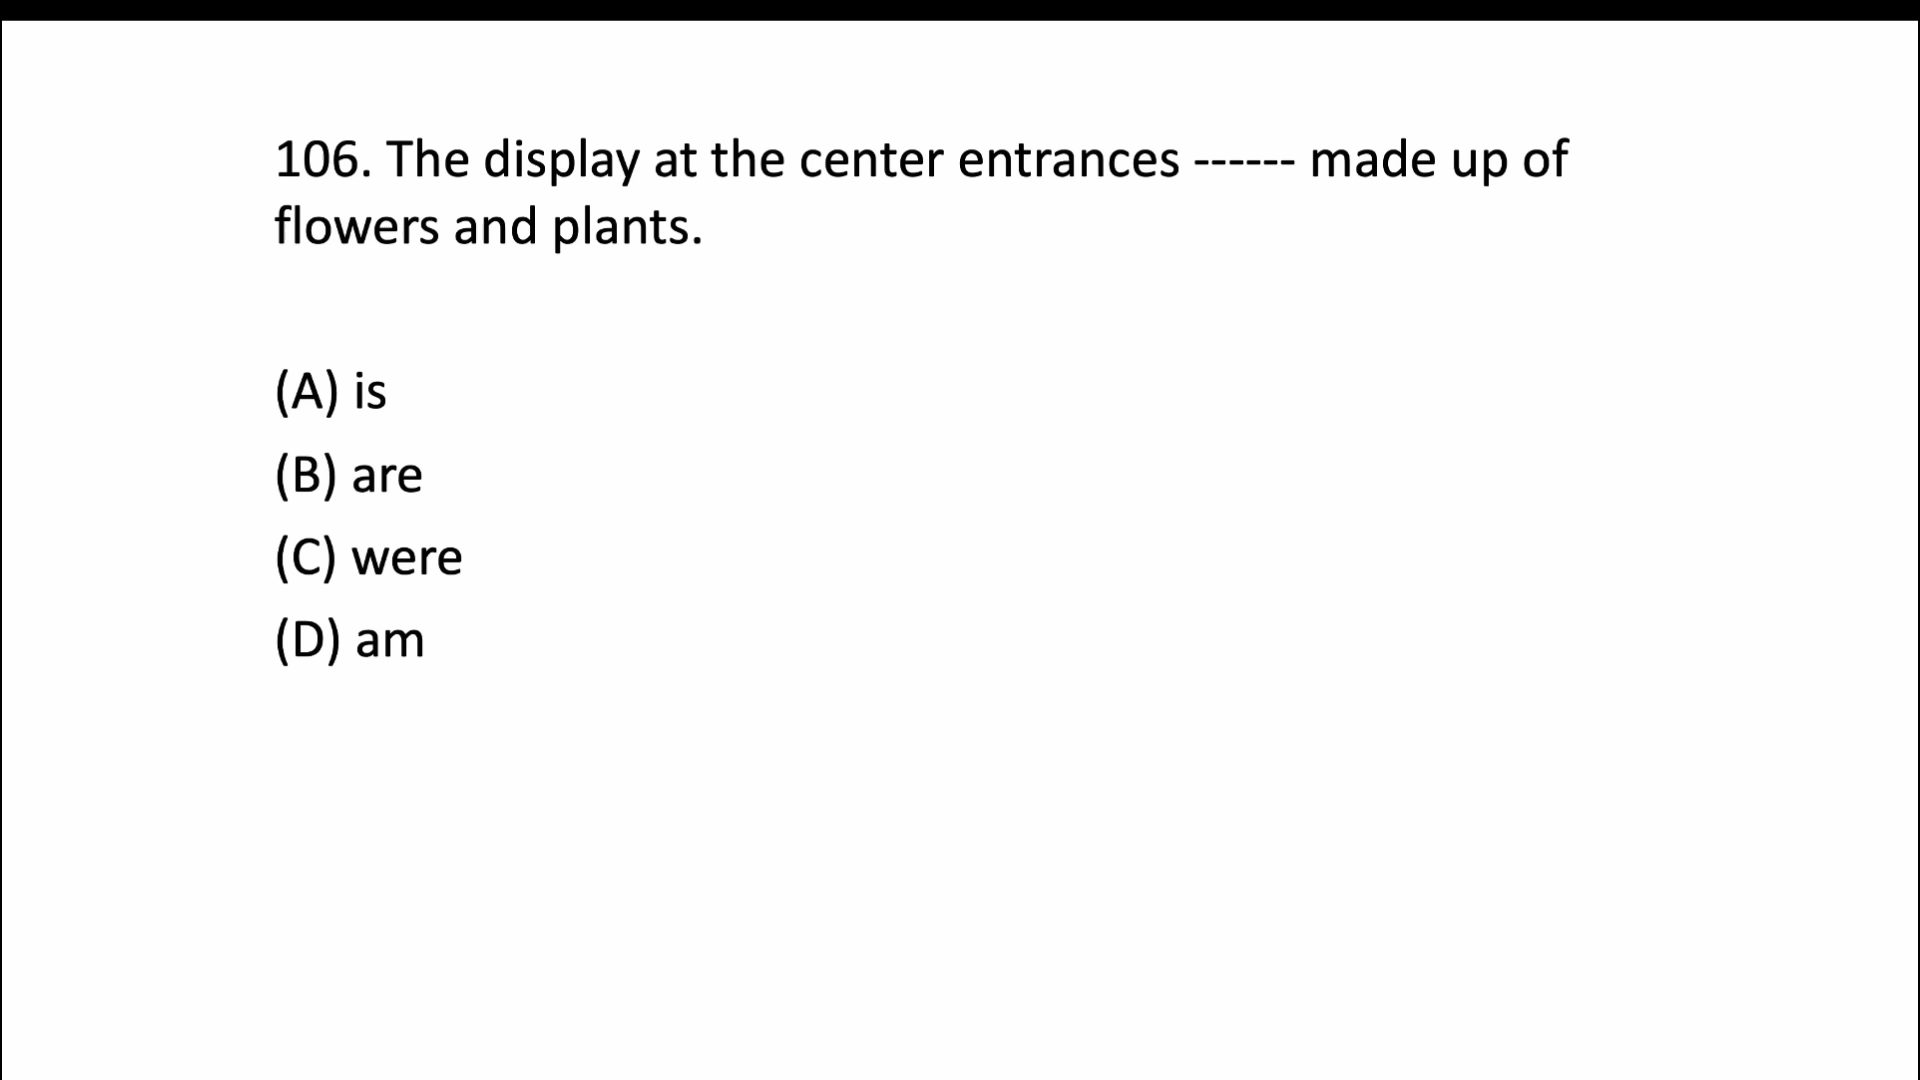 106. The display at the center entrances ------ made up of
flowers and plants.
(A) is
(B) are
(C) were
(D) am